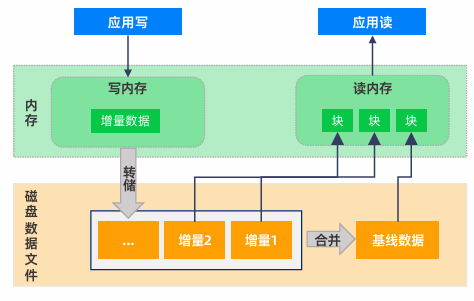 应用写
应用读
内存
写内存
增量数据
读内存
块
块
块
转储
磁盘数据文件
...
增量2
增量1
合并
基线数据